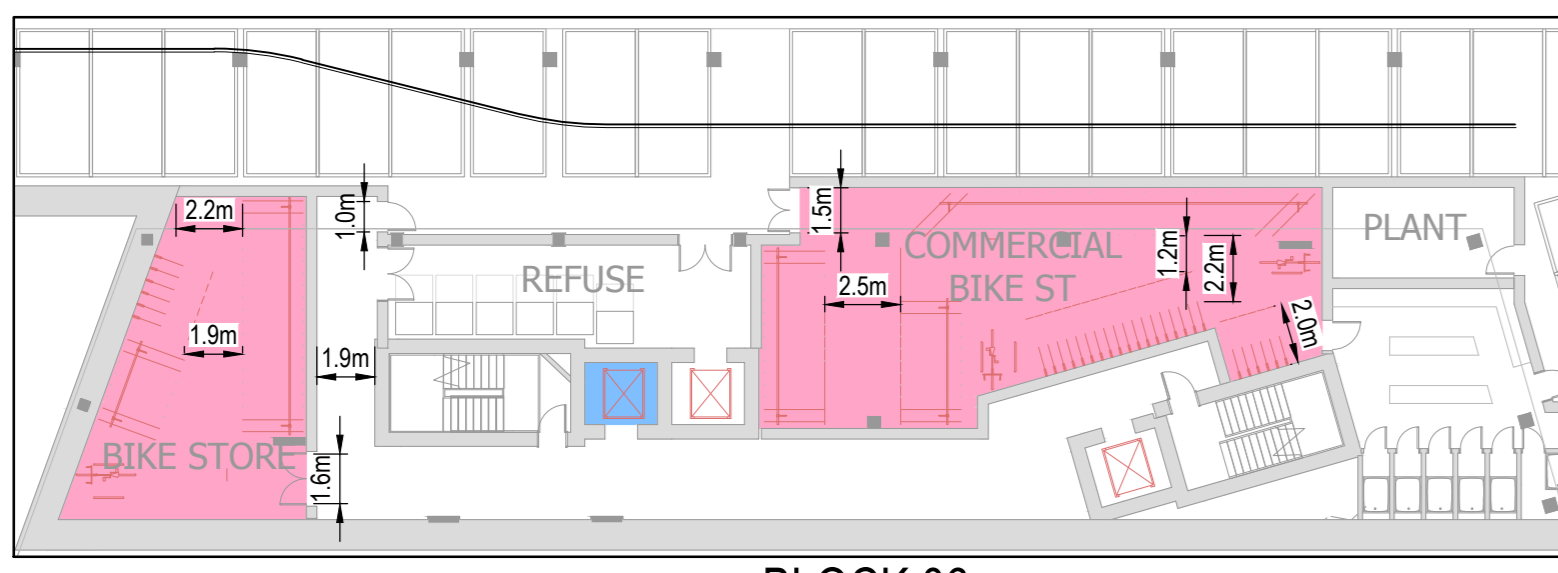 2.2m
1.0m
1.5m
PLANT
COMMERCIAL
BIKE ST
1.2m
2.2m
REFUSE
2.5m
2.0m
1.9m
1.9m
BIKE STORE
1.6m